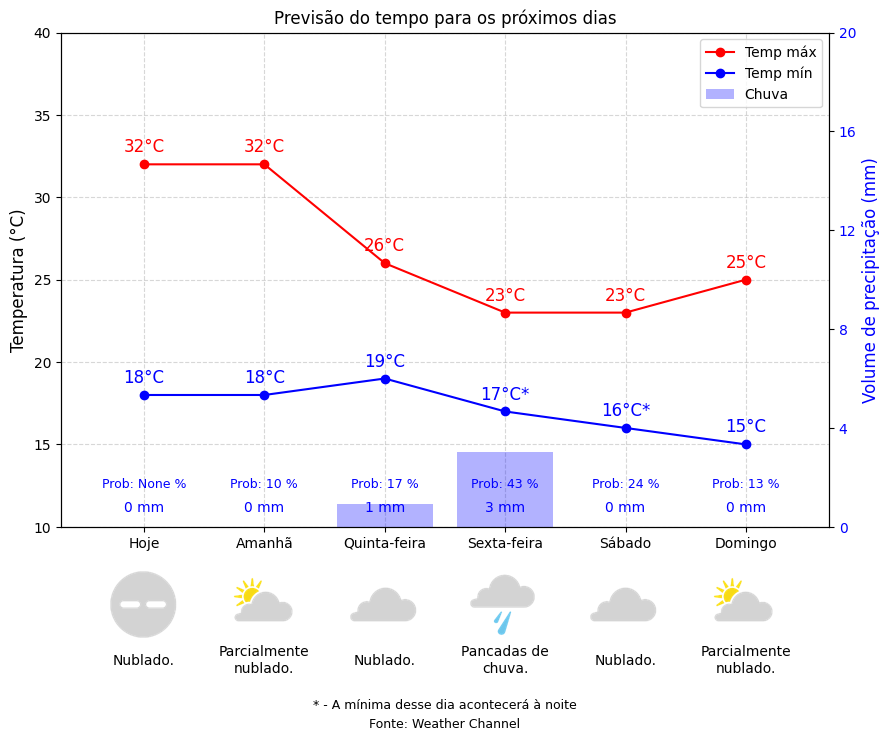 Previsão do tempo para os próximos dias
40
35
30
25
20
15
10
Temperatura (°C)
20
16
12
8
4
0
Volume de precipitação (mm)
Temp máx
Temp mín
Chuva
32°C 32°C 26°C 23°C 23°C 25°C
18°C 18°C 19°C 17°C* 16°C* 15°C
Prob: None % Prob: 10 % Prob: 17 % Prob: 43 % Prob: 24 % Prob: 13 %
0 mm 0 mm 1 mm 3 mm 0 mm 0 mm
Hoje Amanhã Quinta-feira Sexta-feira Sábado Domingo
Nublado.
Parcialmente
nublado.
Nublado.
Pancadas de
chuva.
Nublado.
Parcialmente
nublado.
* - A mínima desse dia acontecerá à noite
Fonte: Weather Channel